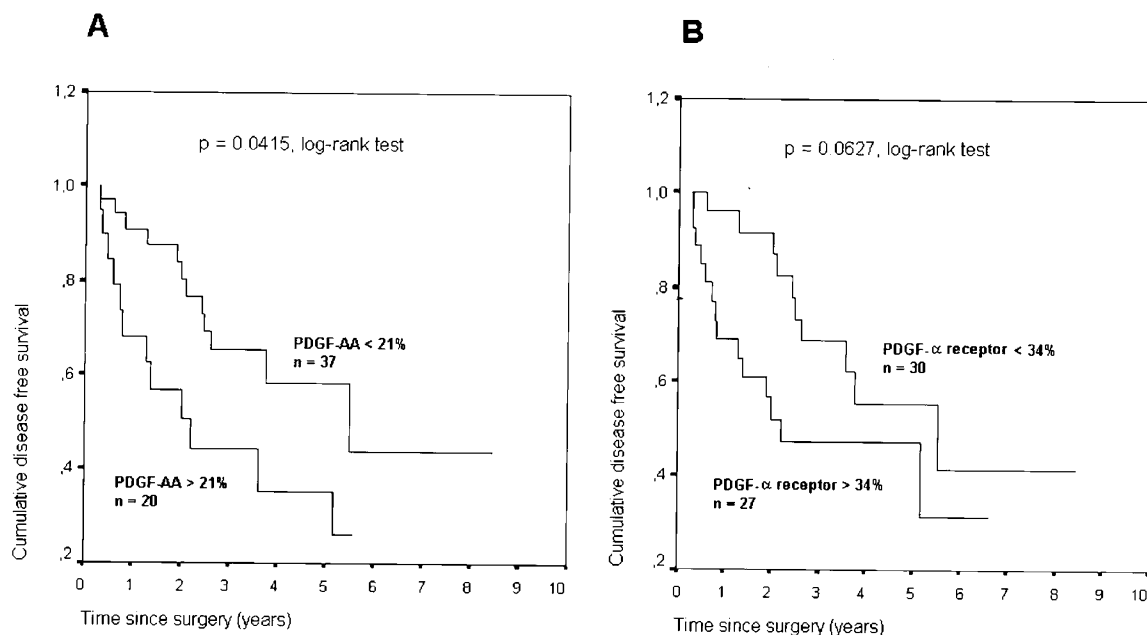 A
1,2
1,0
,8
,6
,4
,2
Cumulative disease free survival
p = 0.0415, log-rank test
PDGF-AA < 21%
n = 37
PDGF-AA > 21%
n = 20
0 1 2 3 4 5 6 7 8 9 10
Time since surgery (years)
B
1,2
1,0
,8
,6
,4
,2
Cumulative disease free survival
p = 0.0627, log-rank test
PDGF-α receptor < 34%
n = 30
PDGF-α receptor > 34%
n = 27
0 1 2 3 4 5 6 7 8 9 10
Time since surgery (years)